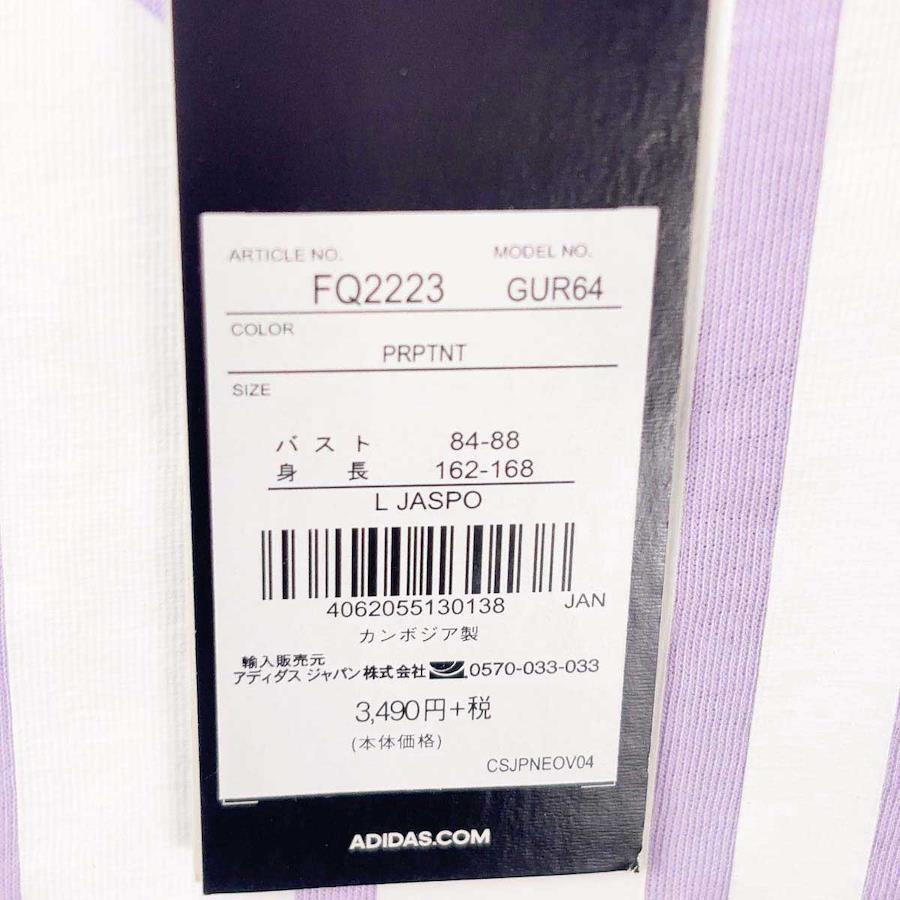 ARTICLE NO. MODEL NO.
FQ2223 GUR64
COLOR
PRPTNT
SIZE
バスト 84-88
身長 162-168
L JASPO
4062055130138 JAN
カンボジア製
輸入販売元
アディダス ジャパン株式会社 0570-033-033
3,490円+税
(本体価格)
CSJPNEOV04
ADIDAS.COM